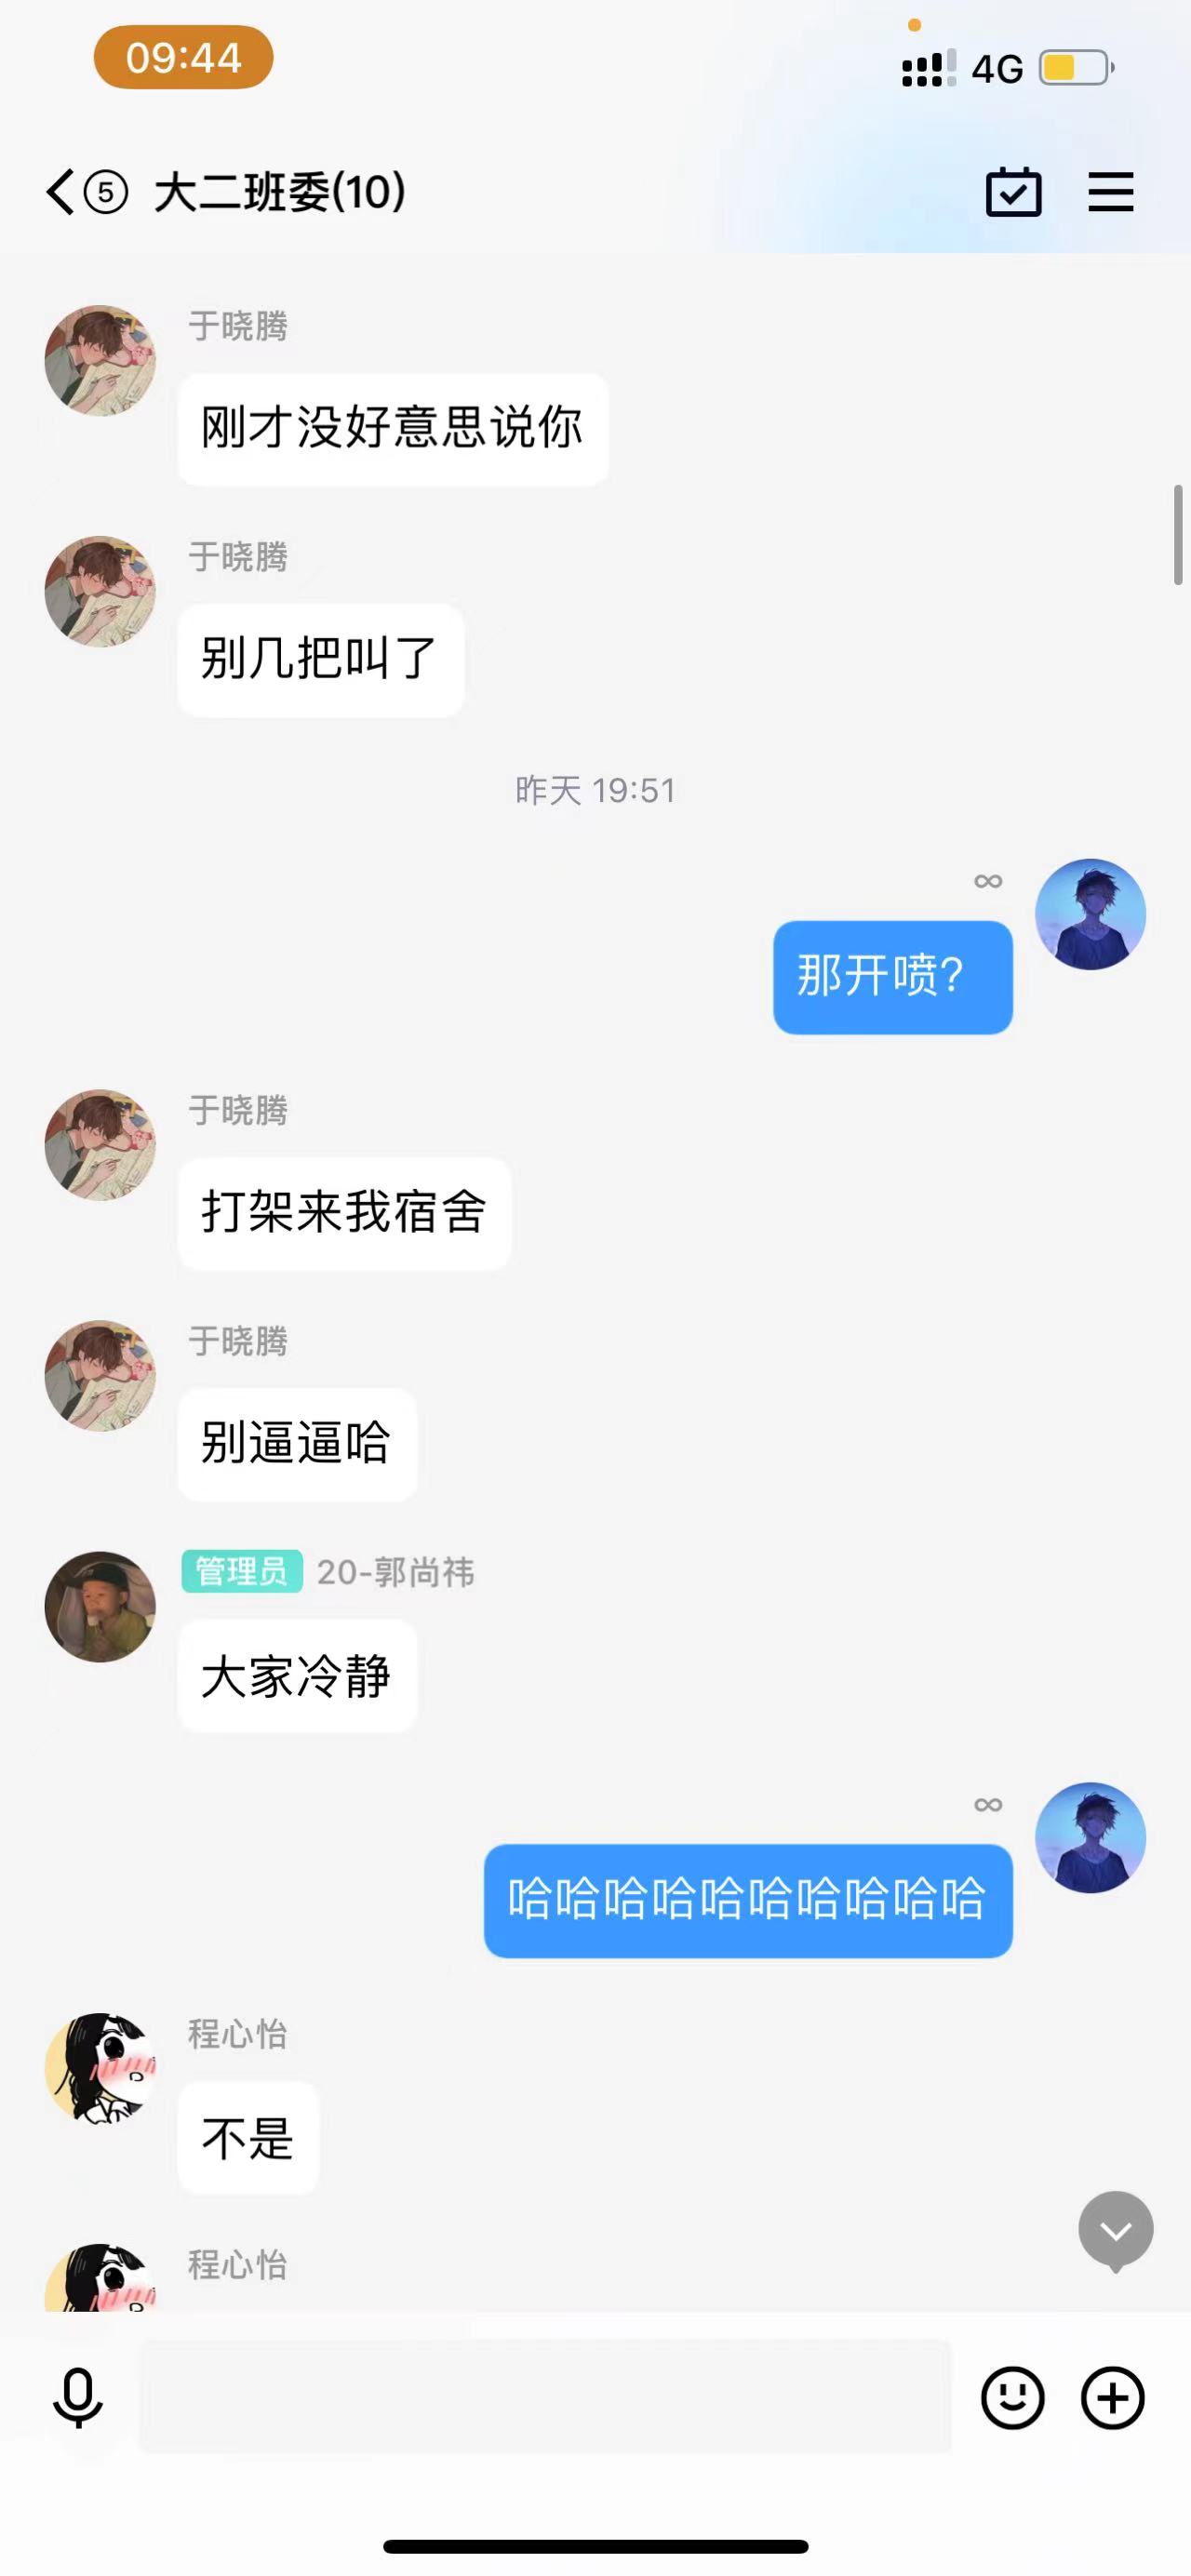 09:44
4G
5 大二班委(10)
于晓腾
刚才没好意思说你
于晓腾
别几把叫了
昨天 19:51
∞
那开喷?
于晓腾
打架来我宿舍
于晓腾
别逼逼哈
管理员 20-郭尚祎
大家冷静
∞
哈哈哈哈哈哈哈哈哈哈
程心怡
不是
程心怡